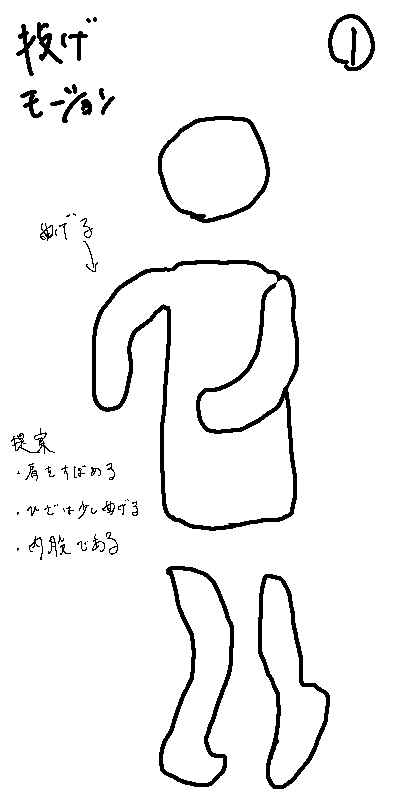 投げ
モーション
①
曲げる
提案
・肩をすぼめる
・ひざは少し曲げる
・内股である